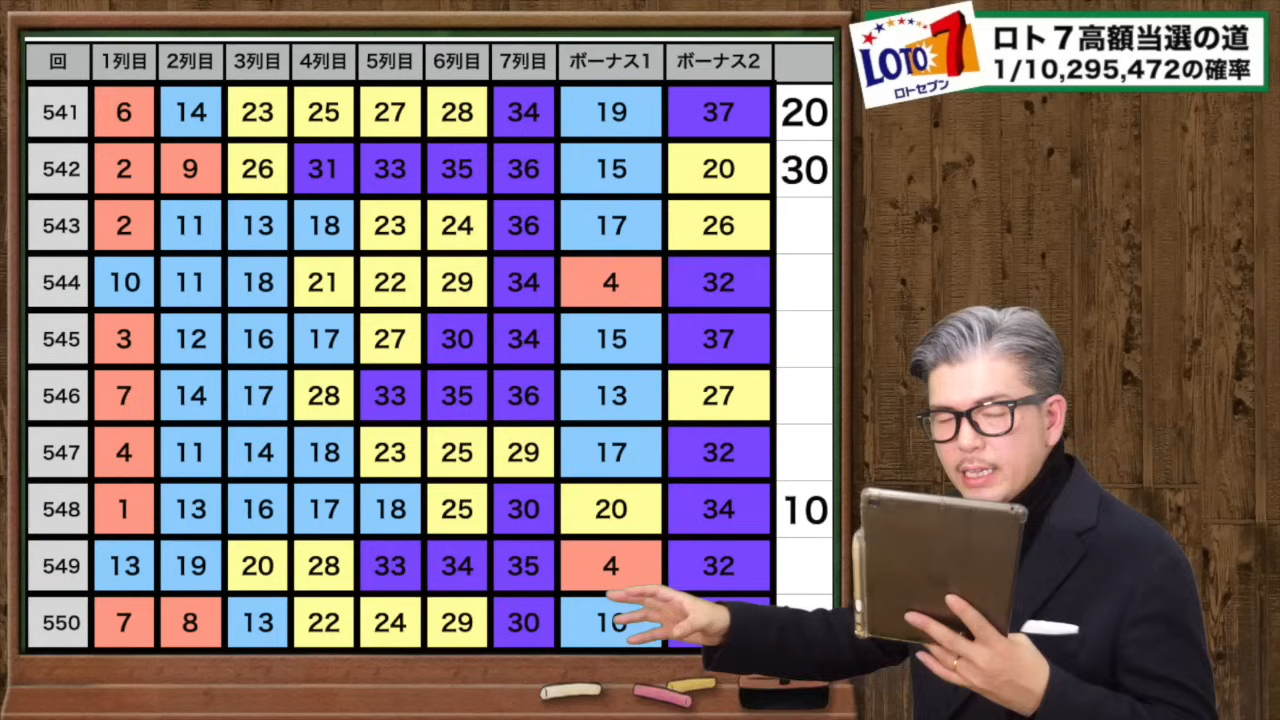 LOTO7
ロトセブン
ロト7高額当選の道
1/10,295,472の確率
回 1列目 2列目 3列目 4列目 5列目 6列目 7列目 ボーナス1 ボーナス2
541 6 14 23 25 27 28 34 19 37 20
542 2 9 26 31 33 35 36 15 20 30
543 2 11 13 18 23 24 36 17 26
544 10 11 18 21 22 29 34 4 32
545 3 12 16 17 27 30 34 15 37
546 7 14 17 28 33 35 36 13 27
547 4 11 14 18 23 25 29 17 32
548 1 13 16 17 18 25 30 20 34 10
549 13 19 20 28 33 34 35 4 32
550 7 8 13 22 24 29 30